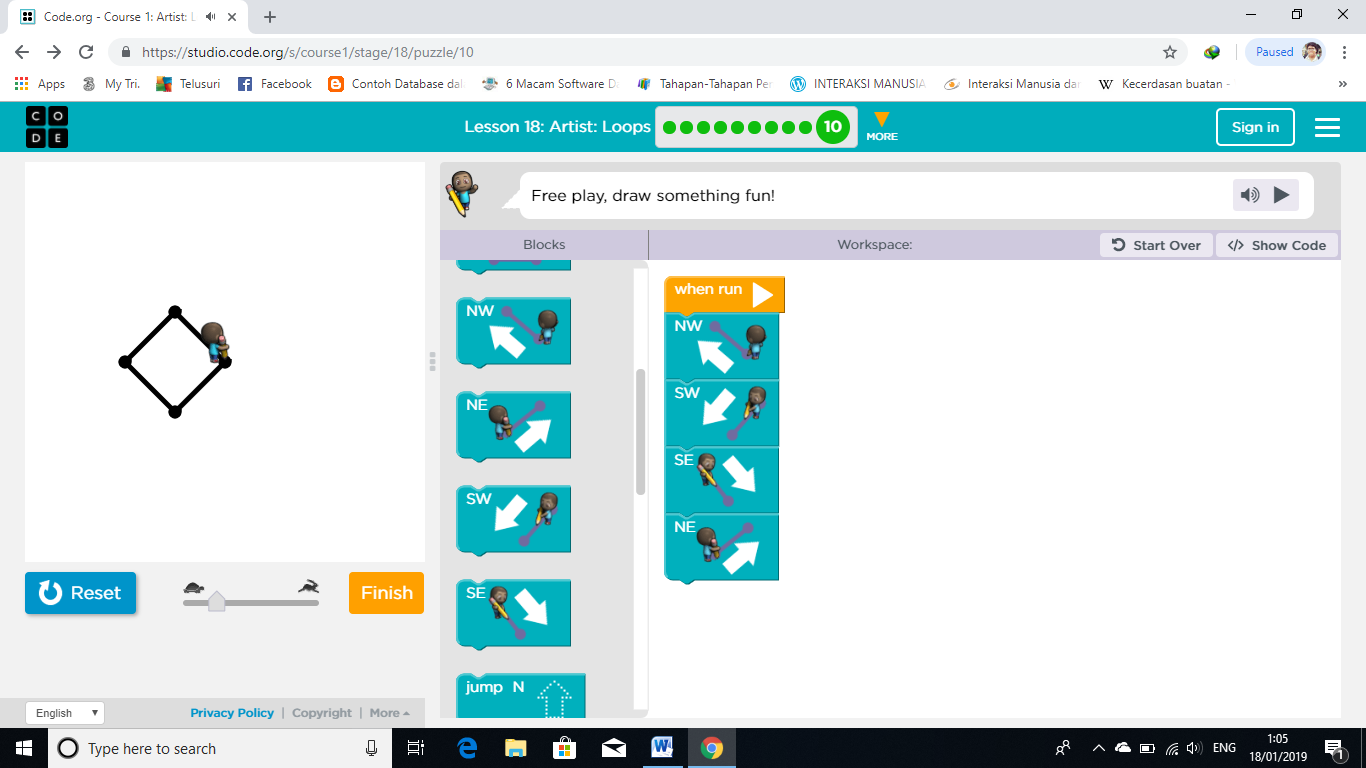 Code.org - Course 1: Artist: L
https://studio.code.org/s/course1/stage/18/puzzle/10
Paused
Apps
My Tri.
Telusuri
Facebook
Contoh Database dal
6 Macam Software D
Tahapan-Tahapan Per
INTERAKSI MANUSIA
Interaksi Manusia da
Kecerdasan buatan -
»
C O
D E
Lesson 18: Artist: Loops
10
MORE
Sign in
Free play, draw something fun!
Blocks
Workspace:
Start Over
</> Show Code
NW
NE
SW
SE
jump N
when run
NW
SW
SE
NE
Reset
Finish
English
Privacy Policy | Copyright | More
Type here to search
ENG
1:05
18/01/2019
1